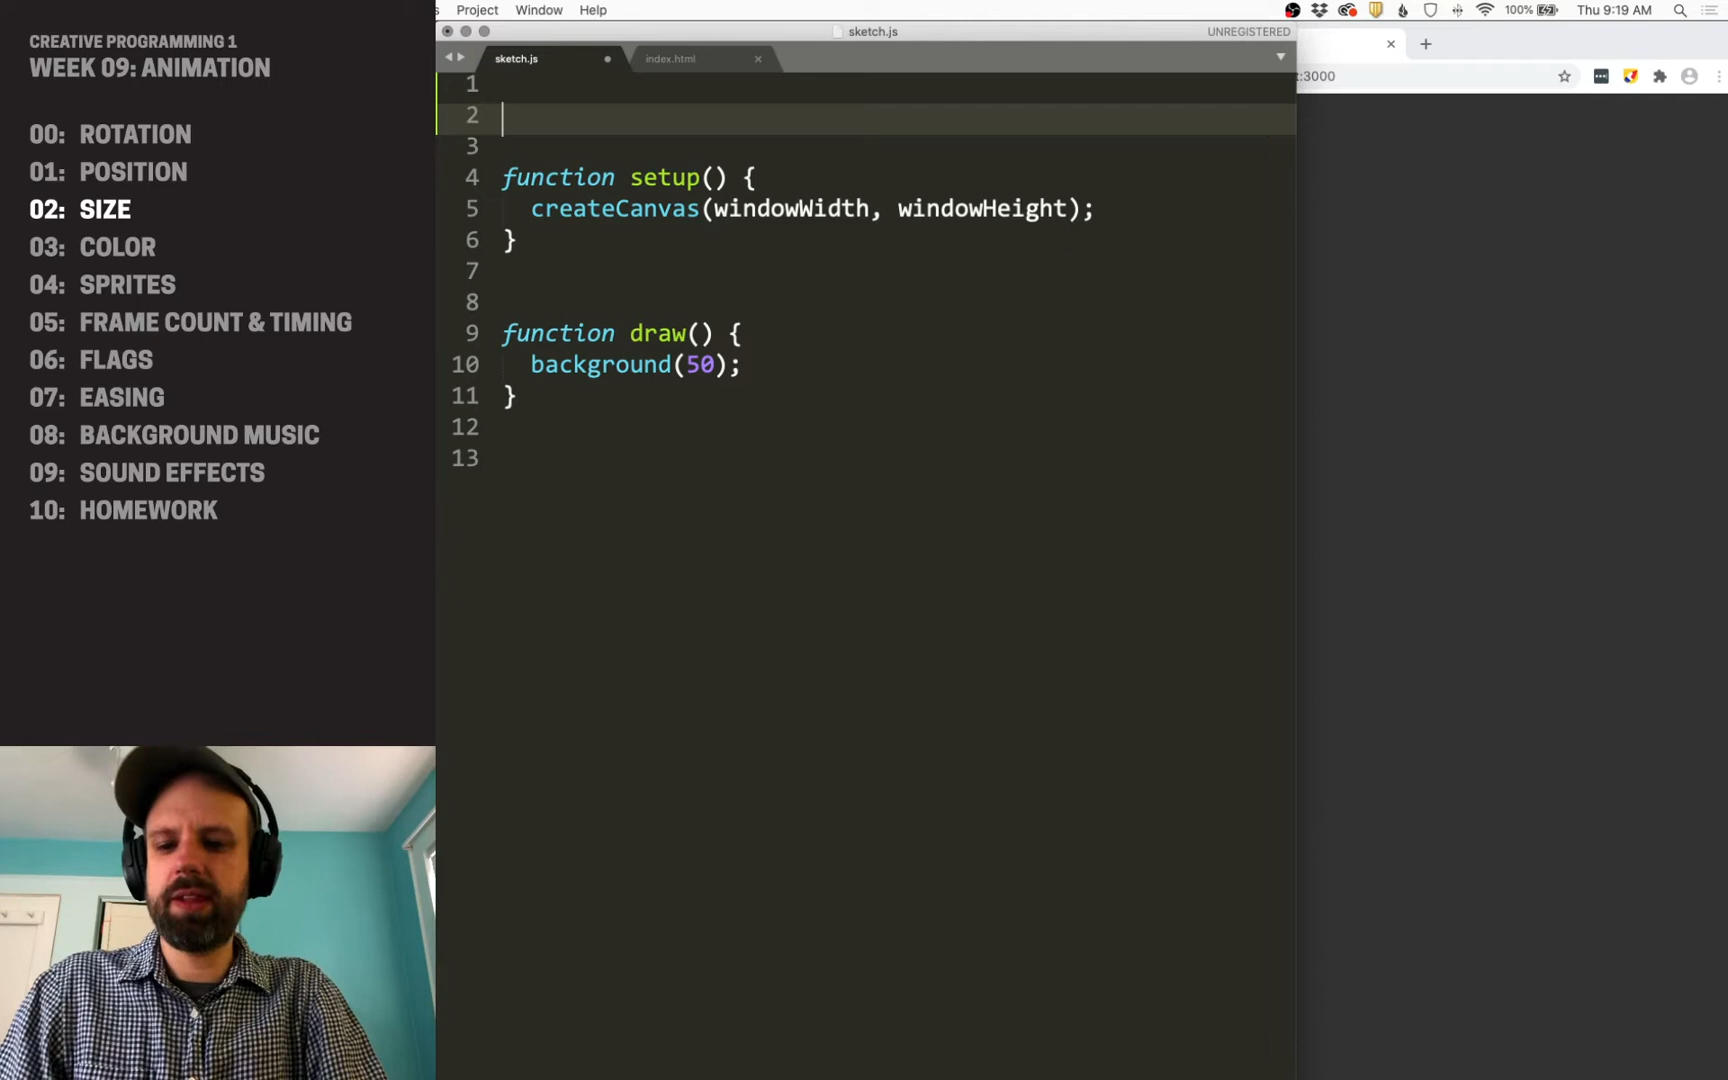 Project Window Help
100% Thu 9:19 AM
CREATIVE PROGRAMMING 1
WEEK 09: ANIMATION
00: ROTATION
01: POSITION
02: SIZE
03: COLOR
04: SPRITES
05: FRAME COUNT & TIMING
06: FLAGS
07: EASING
08: BACKGROUND MUSIC
09: SOUND EFFECTS
10: HOMEWORK
sketch.js
UNREGISTERED
sketch.js index.html
:3000
1
2
3
4 function setup() {
5 createCanvas(windowWidth, windowHeight);
6 }
7
8
9 function draw() {
10 background(50);
11 }
12
13